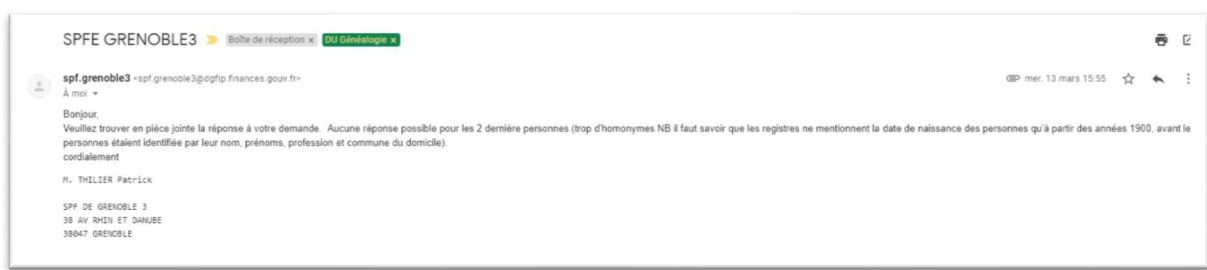 SPFE GRENOBLE3 Boîte de réception x DU Généalogie x
spf.grenoble3 <spf.grenoble3@dgfip.finances.gouv.fr> mer. 13 mars 15:55
À moi
Bonjour,
Veuillez trouver en pièce jointe la réponse à votre demande. Aucune réponse possible pour les 2 dernière personnes (trop d'homonymes NB il faut savoir que les registres ne mentionnent la date de naissance des personnes qu'à partir des années 1900, avant le
personnes étaient identifiée par leur nom, prénoms, profession et commune du domicile).
cordialement
M. THILIER Patrick
SPF DE GRENOBLE 3
38 AV RHIN ET DANUBE
38047 GRENOBLE